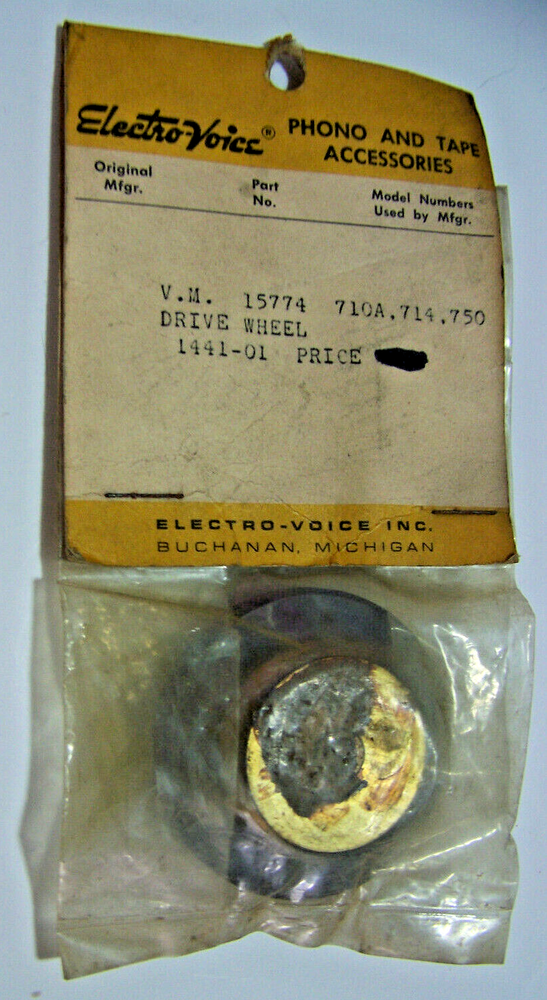 Electro-Voice® PHONO AND TAPE
ACCESSORIES
Original
Mfgr.
Part
No.
Model Numbers
Used by Mfgr.
V.M. 15774 710A,714,750
DRIVE WHEEL
1441-01 PRICE
ELECTRO-VOICE INC.
BUCHANAN, MICHIGAN